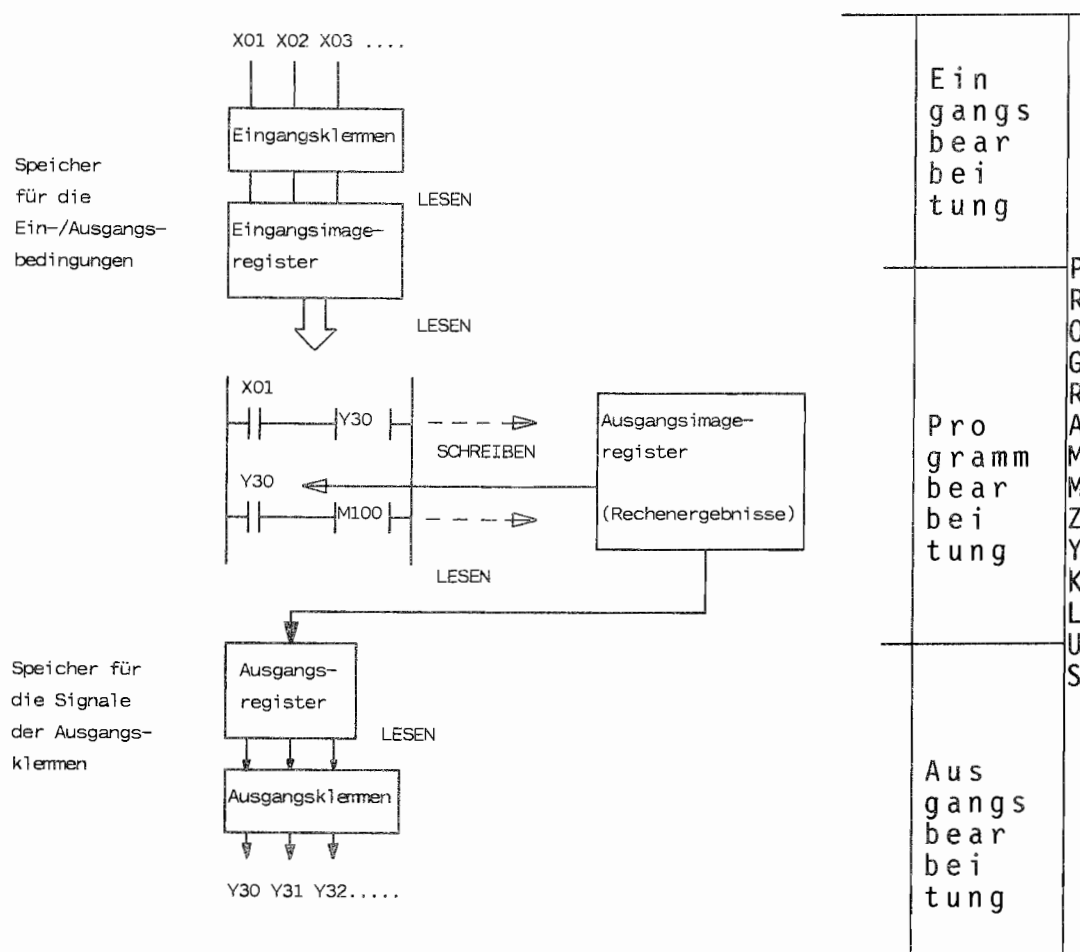 X01 X02 X03 ....
Eingangsklemmen
Speicher
für die
Ein-/Ausgangs-
bedingungen
LESEN
Eingangsimage-
register
LESEN
X01
Y30
SCHREIBEN
Y30
M100
LESEN
Ausgangsimage-
register
(Rechenergebnisse)
Speicher für
die Signale
der Ausgangs-
klemmen
Ausgangs-
register
LESEN
Ausgangsklemmen
Y30 Y31 Y32.....
Ein
gangs
bear
bei
tung
Pro
gramm
bear
bei
tung
Aus
gangs
bear
bei
tung
PROGRAMMZYKLUS